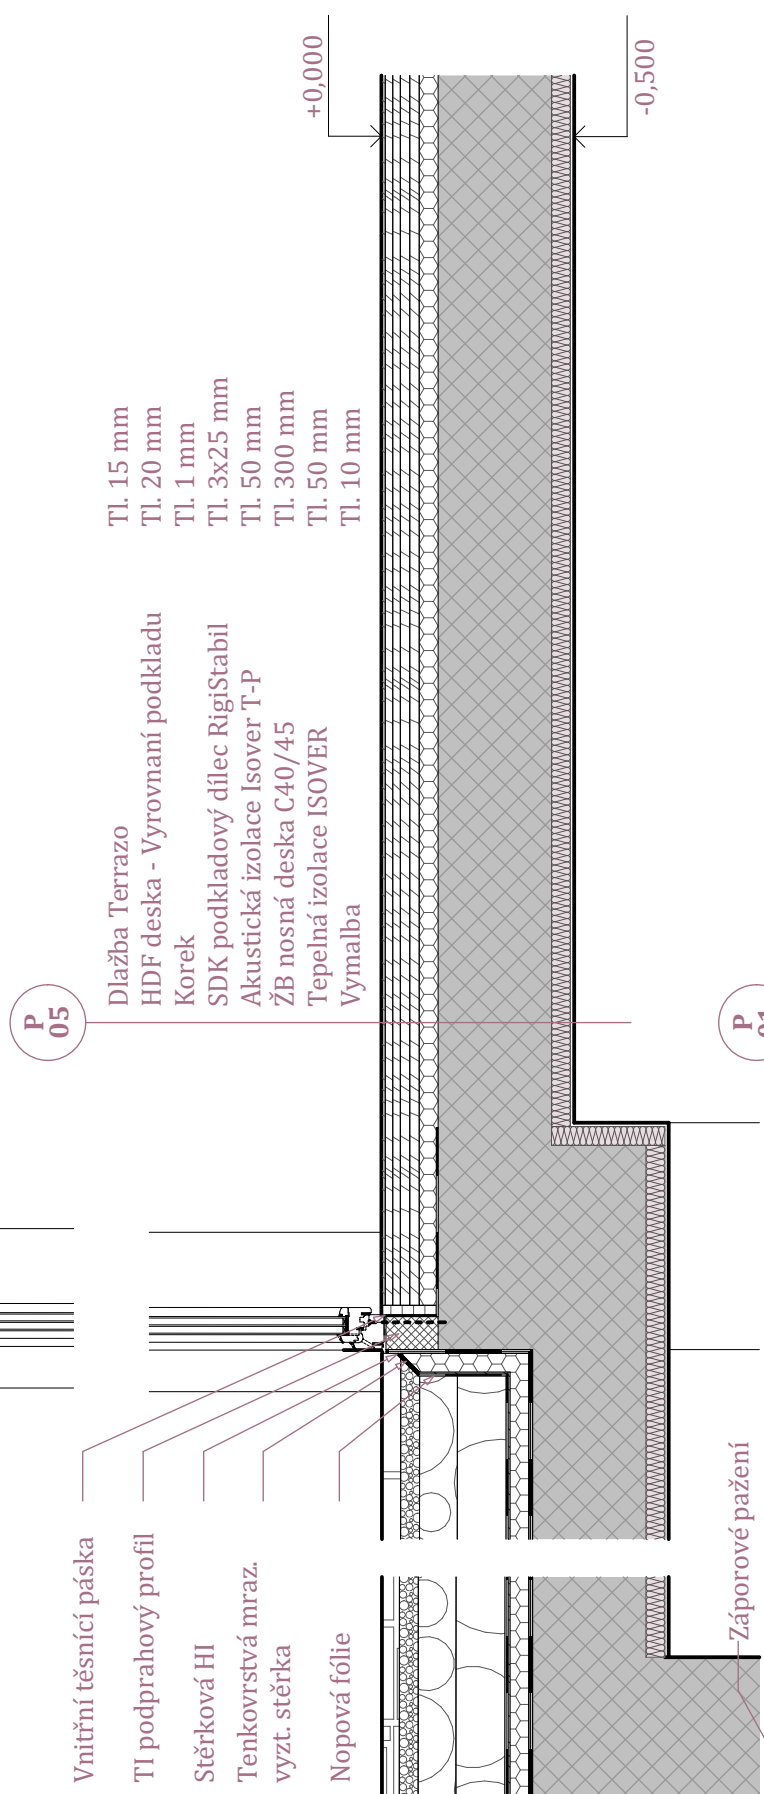 P
05
Dlažba Terrazo Tl. 15 mm
HDF deska - Vyrovnaní podkladu Tl. 20 mm
Korek Tl. 1 mm
SDK podkladový dílec RigiStabil Tl. 3x25 mm
Akustická izolace Isover T-P Tl. 50 mm
ŽB nosná deska C40/45 Tl. 300 mm
Tepelná izolace ISOVER Tl. 50 mm
Vymalba Tl. 10 mm
+0,000
-0,500
Vnitřní těsnící páska
TI podprahový profil
Stěrková HI
Tenkovrstvá mraz.
vyzt. stěrka
Nopová fólie
Záporové pažení
P